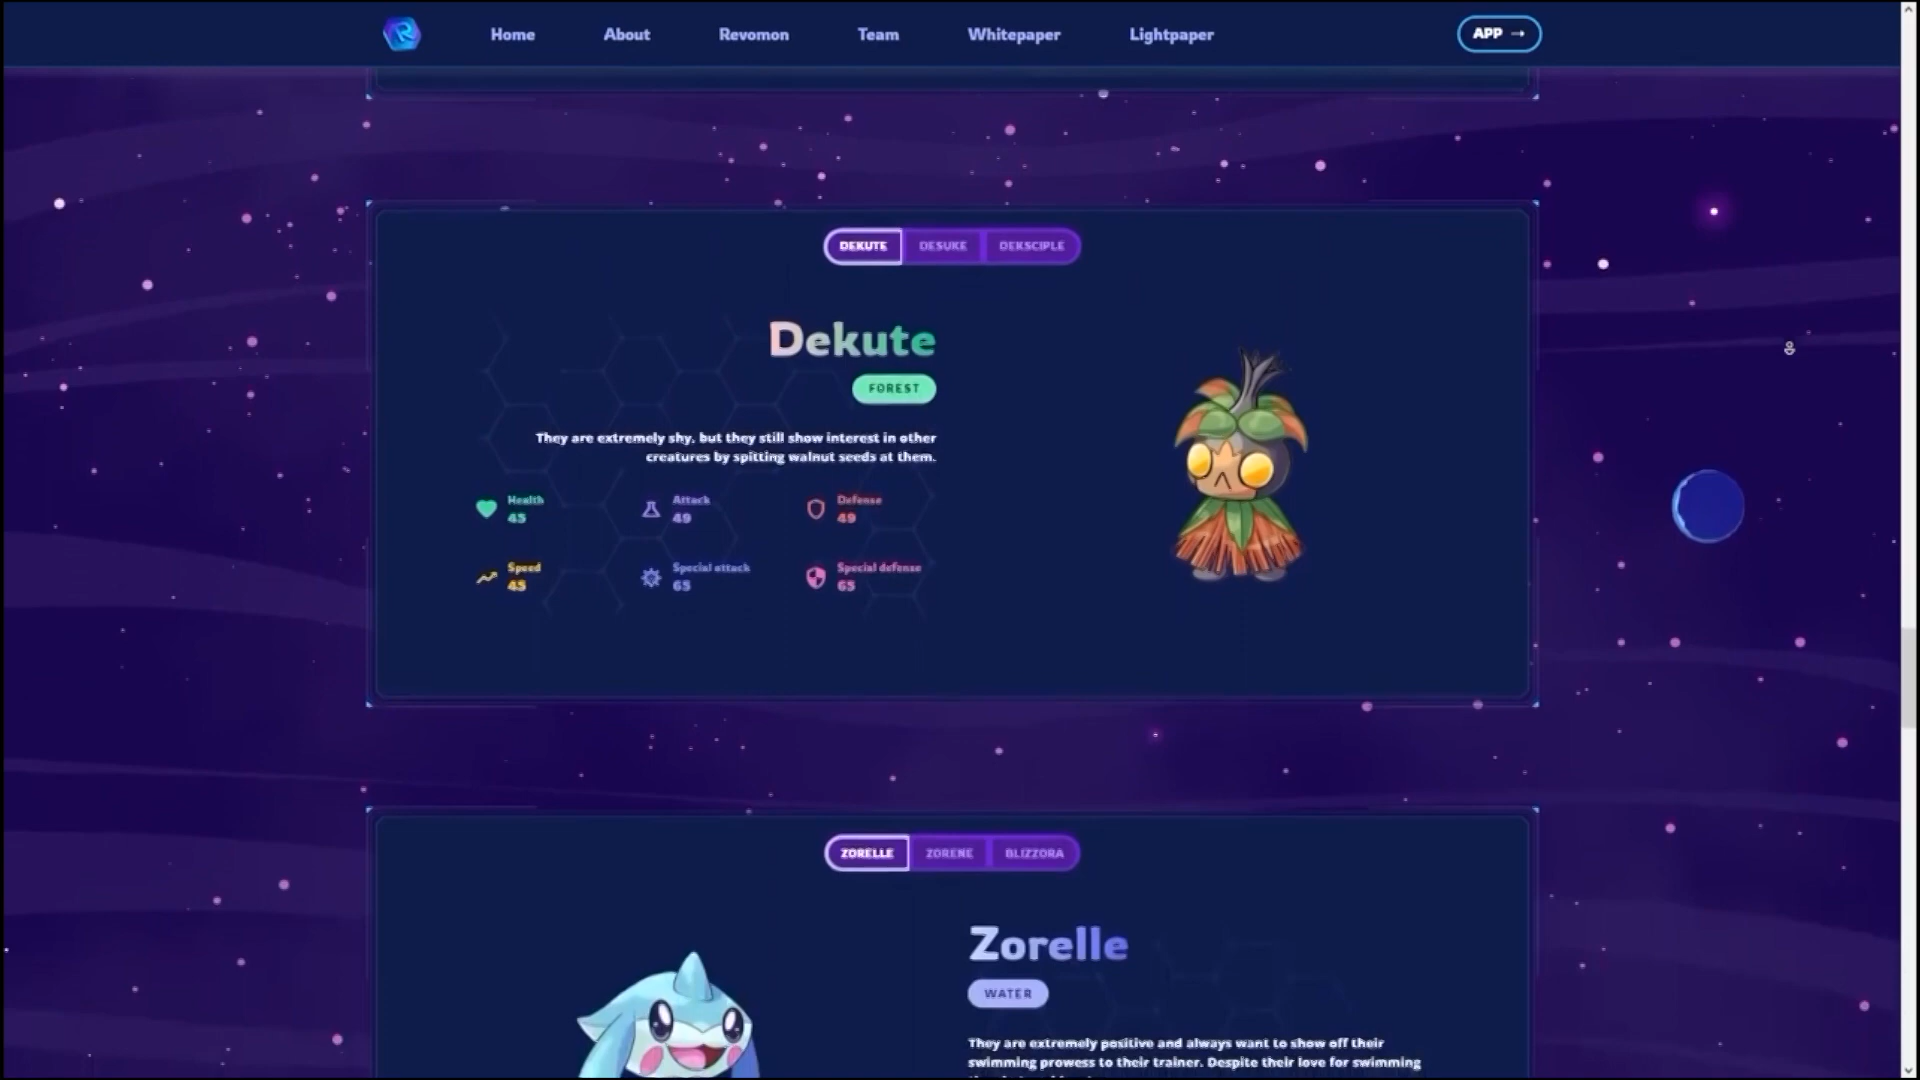 Home About Revomon Team Whitepaper Lightpaper APP →
DEKUTE DESUKE DEKSCIPLE
Dekute
FOREST
They are extremely shy, but they still show interest in other
creatures by spitting walnut seeds at them.
Health Attack Defense
45 49 49
Speed Special attack Special defense
45 65 65
ZORELLE ZORENE BLIZZORA
Zorelle
WATER
They are extremely positive and always want to show off their
swimming prowess to their trainer. Despite their love for swimming